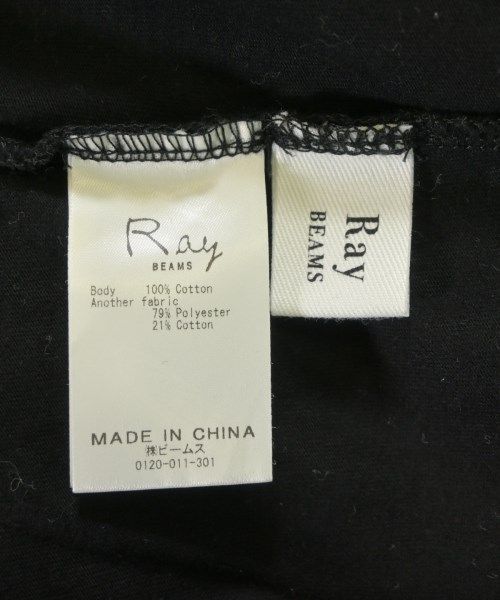 Ray
BEAMS
Body 100% Cotton
Another fabric
79% Polyester
21% Cotton
MADE IN CHINA
㈱ビームス
0120-011-301
Ray
BEAMS